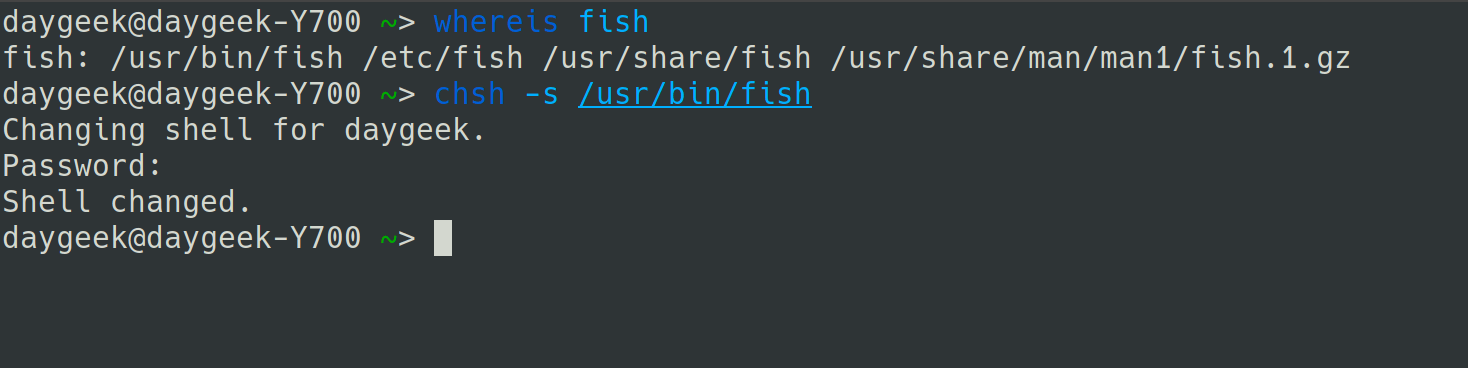 daygeek@daygeek-Y700 ~> whereis fish
fish: /usr/bin/fish /etc/fish /usr/share/fish /usr/share/man/man1/fish.1.gz
daygeek@daygeek-Y700 ~> chsh -s /usr/bin/fish
Changing shell for daygeek.
Password:
Shell changed.
daygeek@daygeek-Y700 ~>